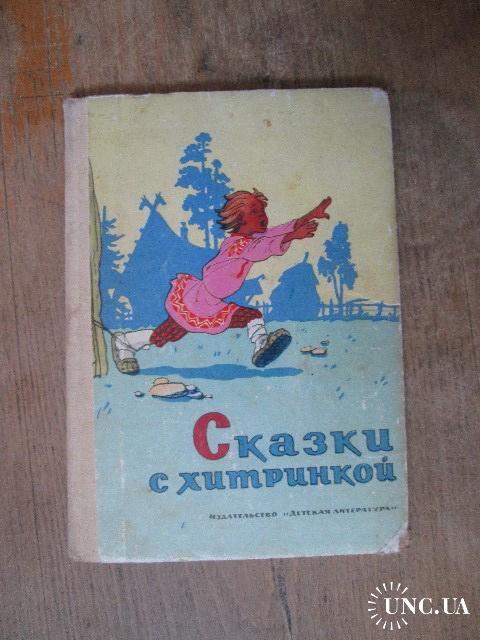 Сказки
с хитринкой
издательство „Детская литература"
UNC.UA